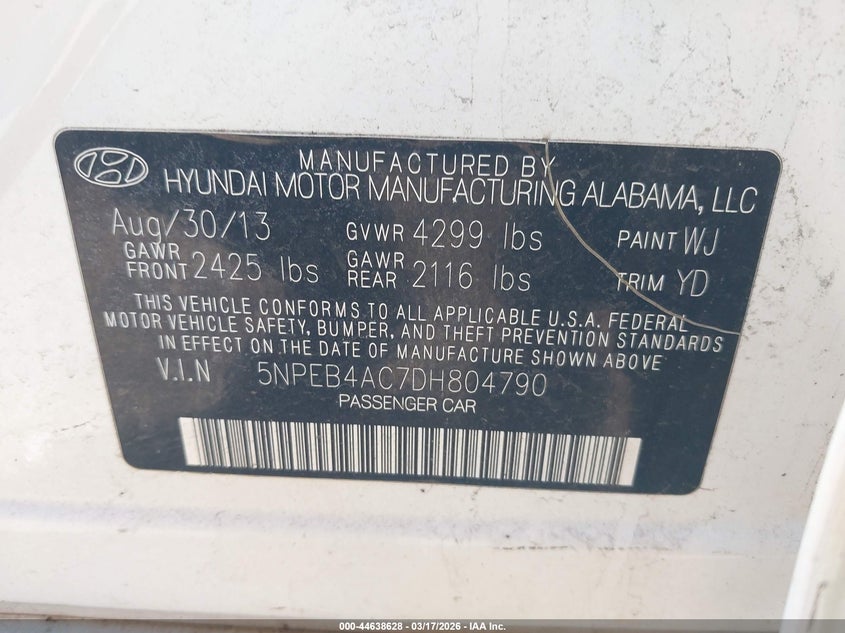 MANUFACTURED BY
HYUNDAI MOTOR MANUFACTURING ALABAMA, LLC
Aug/30/13 GVWR 4299 lbs PAINT WJ
GAWR FRONT 2425 lbs GAWR REAR 2116 lbs TRIM YD
THIS VEHICLE CONFORMS TO ALL APPLICABLE U.S.A. FEDERAL
MOTOR VEHICLE SAFETY, BUMPER, AND THEFT PREVENTION STANDARDS
IN EFFECT ON THE DATE OF MANUFACTURE SHOWN ABOVE
V.I.N 5NPEB4AC7DH804790
PASSENGER CAR
000-44638628 - 03/17/2026 - IAA Inc.